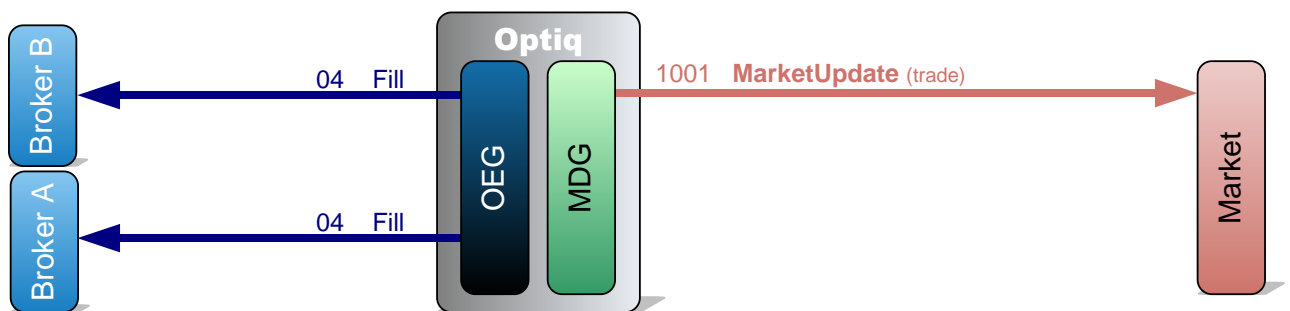 Optiq
Broker B
04 Fill
1001 MarketUpdate (trade)
OEG
MDG
Market
Broker A
04 Fill